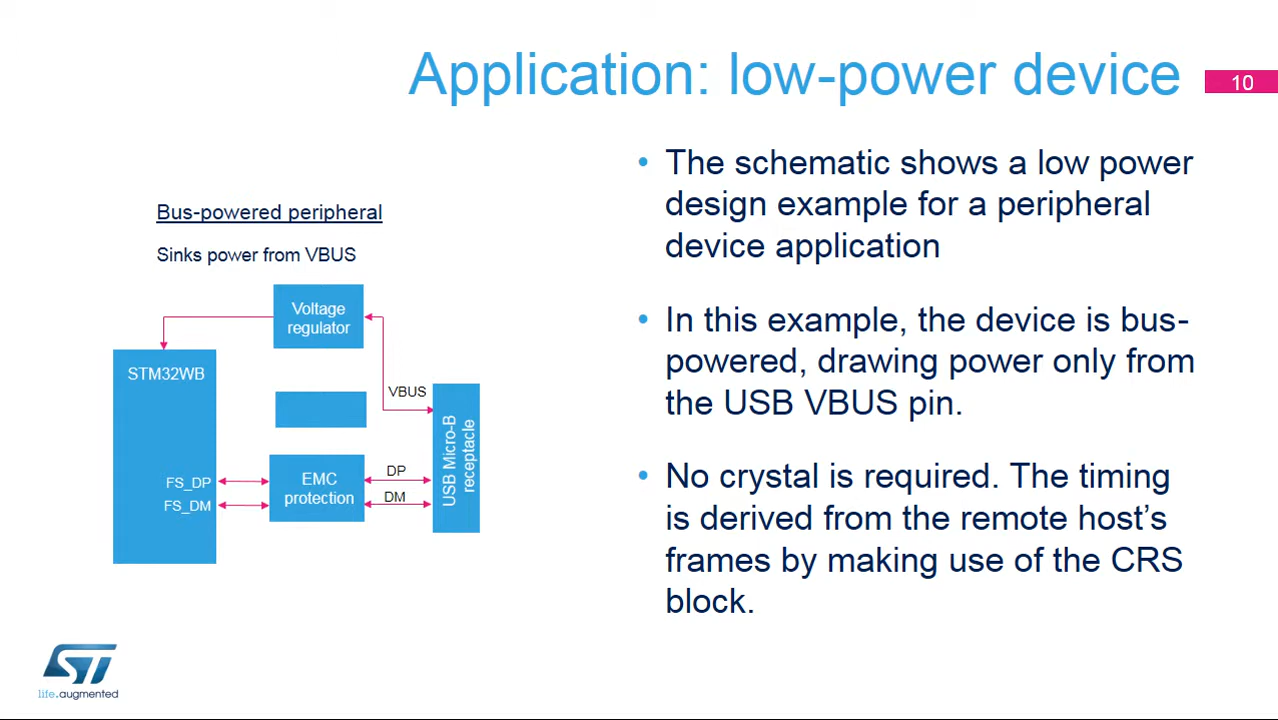 Application: low-power device
10
Bus-powered peripheral
Sinks power from VBUS
Voltage
regulator
STM32WB
VBUS
USB Micro-B
receptacle
EMC
protection
FS_DP
FS_DM
DP
DM
• The schematic shows a low power
design example for a peripheral
device application
• In this example, the device is bus-
powered, drawing power only from
the USB VBUS pin.
• No crystal is required. The timing
is derived from the remote host’s
frames by making use of the CRS
block.
ST
life.augmented